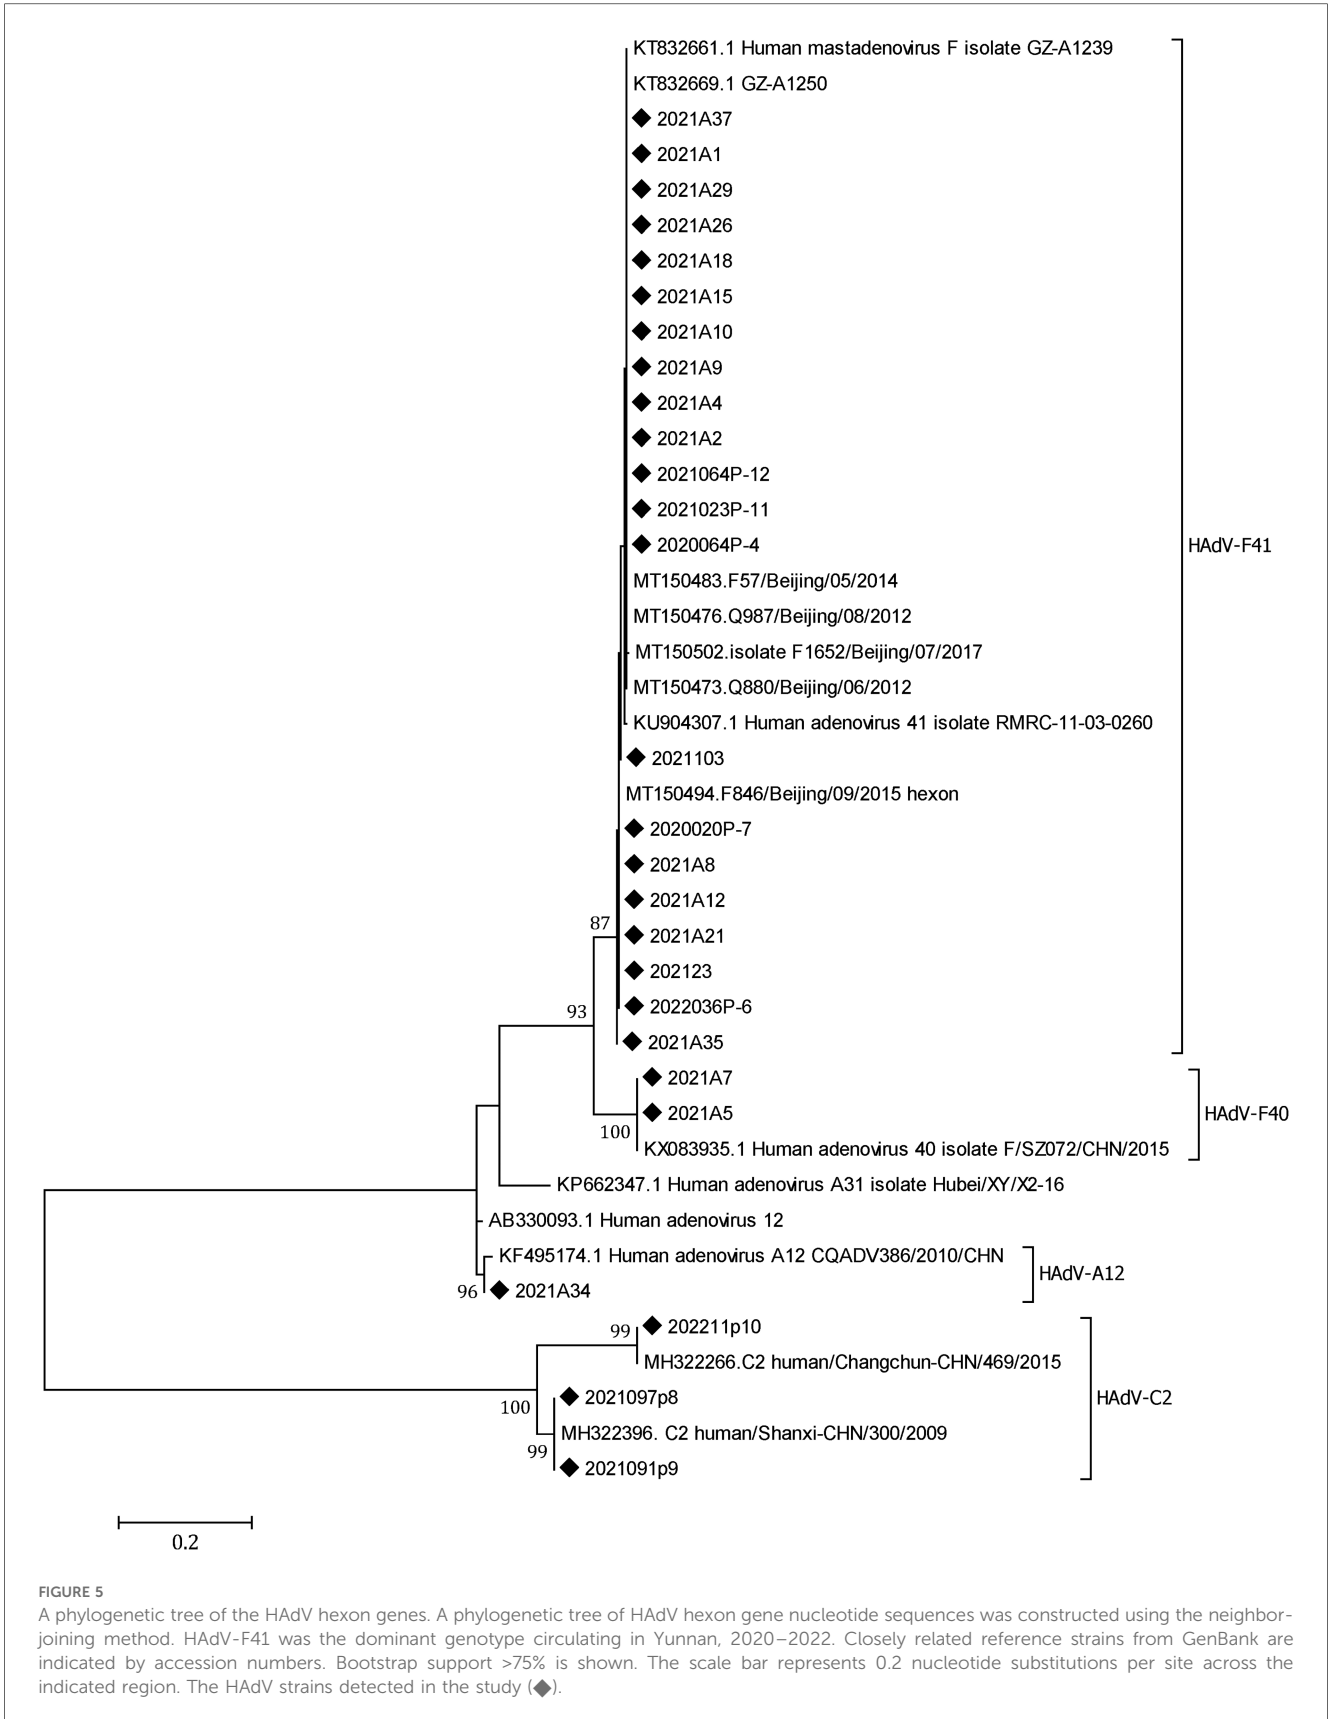 KT832661.1 Human mastadenovirus F isolate GZ-A1239
KT832669.1 GZ-A1250
2021A37
2021A1
2021A29
2021A26
2021A18
2021A15
2021A10
2021A9
2021A4
2021A2
2021064P-12
2021023P-11
2020064P-4
HAdV-F41
MT150483.F57/Beijing/05/2014
MT150476.Q987/Beijing/08/2012
MT150502.isolate F1652/Beijing/07/2017
MT150473.Q880/Beijing/06/2012
KU904307.1 Human adenovirus 41 isolate RMRC-11-03-0260
2021103
MT150494.F846/Beijing/09/2015 hexon
2020020P-7
2021A8
2021A12
87
2021A21
202123
2022036P-6
93
2021A35
2021A7
2021A5
HAdV-F40
100
KX083935.1 Human adenovirus 40 isolate F/SZ072/CHN/2015
KP662347.1 Human adenovirus A31 isolate Hubei/XY/X2-16
AB330093.1 Human adenovirus 12
KF495174.1 Human adenovirus A12 CQADV386/2010/CHN
HAdV-A12
96
2021A34
99
202211p10
MH322266.C2 human/Changchun-CHN/469/2015
2021097p8
HAdV-C2
100
MH322396. C2 human/Shanxi-CHN/300/2009
99
2021091p9
0.2
FIGURE 5
A phylogenetic tree of the HAdV hexon genes. A phylogenetic tree of HAdV hexon gene nucleotide sequences was constructed using the neighbor-
joining method. HAdV-F41 was the dominant genotype circulating in Yunnan, 2020–2022. Closely related reference strains from GenBank are
indicated by accession numbers. Bootstrap support >75% is shown. The scale bar represents 0.2 nucleotide substitutions per site across the
indicated region. The HAdV strains detected in the study (◆).